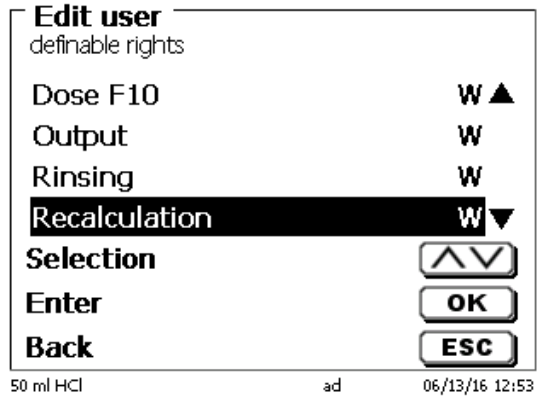 Edit user
definable rights
Dose F10 W ▲
Output W
Rinsing W
Recalculation W ▼
Selection
Enter OK
Back ESC
50 ml HCl ad 06/13/16 12:53